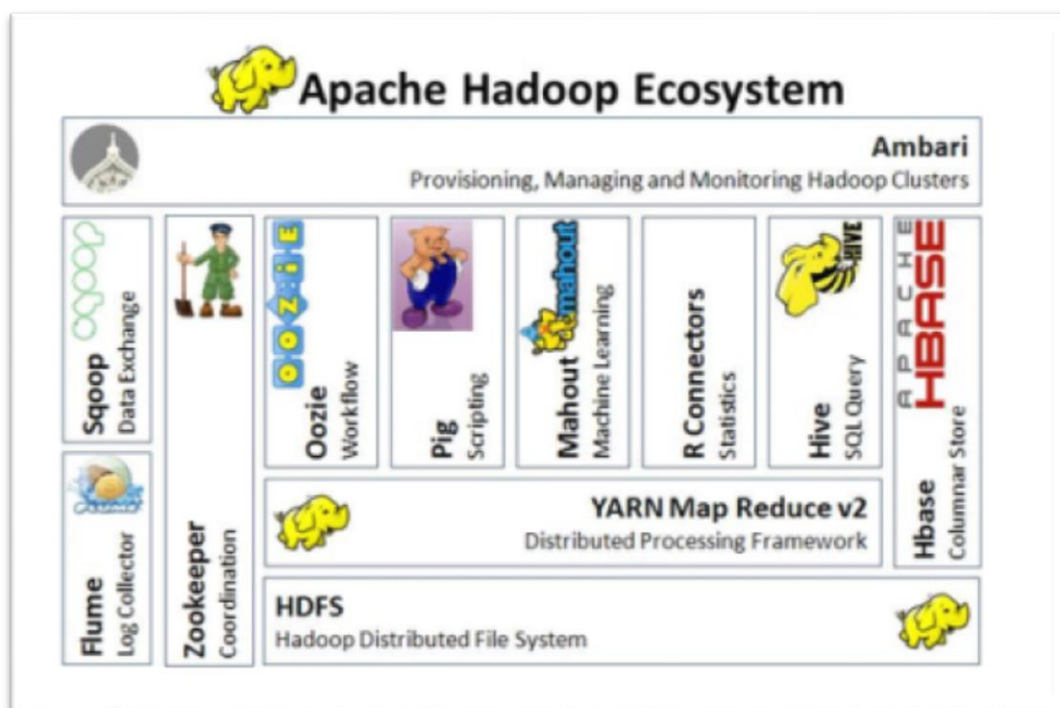 Apache Hadoop Ecosystem
Ambari
Provisioning, Managing and Monitoring Hadoop Clusters
Sqoop
Data Exchange
Flume
Log Collector
Zookeeper
Coordination
OOZIE
Oozie
Workflow
Pig
Scripting
mahout
Mahout
Machine Learning
R Connectors
Statistics
HIVE
Hive
SQL Query
APACHE
HBASE
Hbase
Columnar Store
YARN Map Reduce v2
Distributed Processing Framework
HDFS
Hadoop Distributed File System